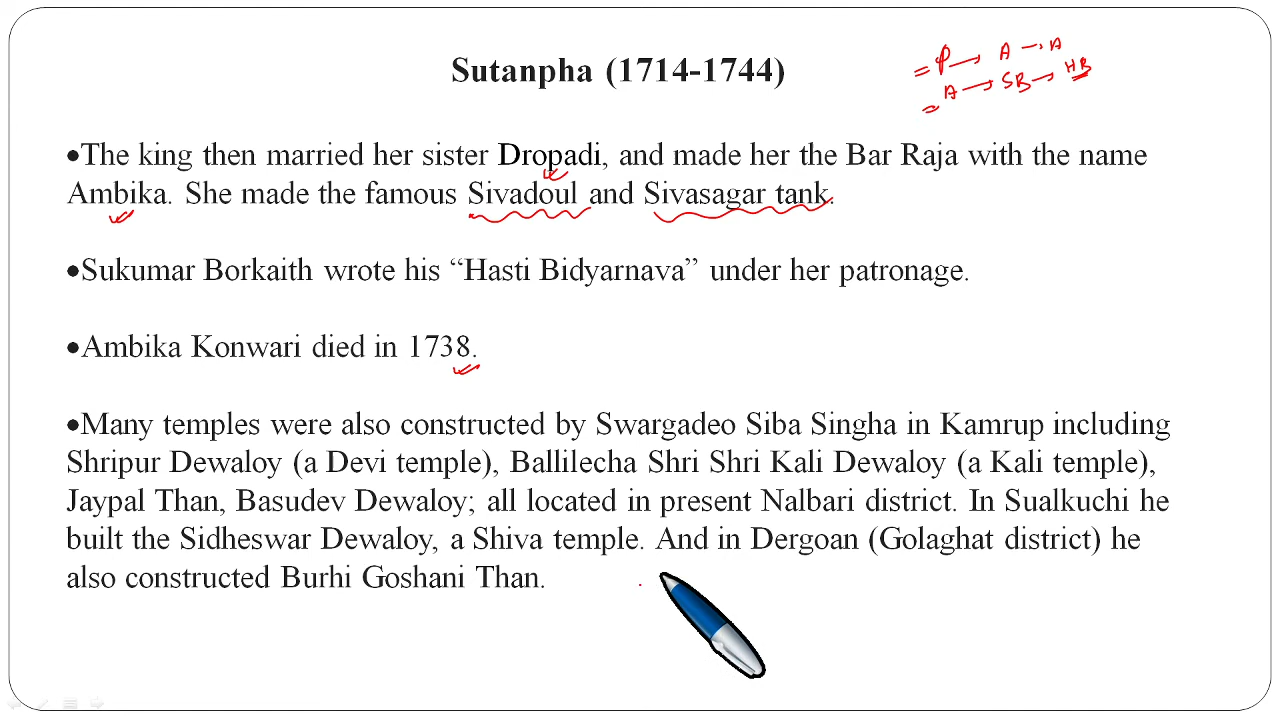 Sutanpha (1714-1744)
= P → A → A
= A → SB → HB
•The king then married her sister Dropadi, and made her the Bar Raja with the name
Ambika. She made the famous Sivadoul and Sivasagar tank.
•Sukumar Borkaith wrote his “Hasti Bidyarnava” under her patronage.
•Ambika Konwari died in 1738.
•Many temples were also constructed by Swargadeo Siba Singha in Kamrup including
Shripur Dewaloy (a Devi temple), Ballilecha Shri Shri Kali Dewaloy (a Kali temple),
Jaypal Than, Basudev Dewaloy; all located in present Nalbari district. In Sualkuchi he
built the Sidheswar Dewaloy, a Shiva temple. And in Dergoan (Golaghat district) he
also constructed Burhi Goshani Than.